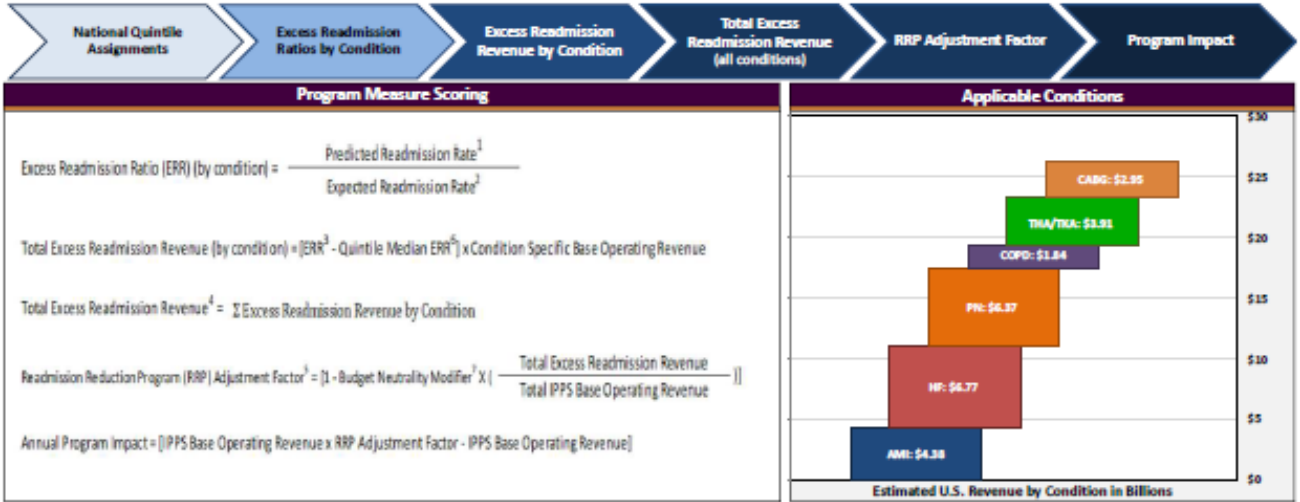 National Quintile
Assignments
Excess Readmission
Ratios by Condition
Excess Readmission
Revenue by Condition
Total Excess
Readmission Revenue
(all conditions)
RRP Adjustment Factor
Program Impact
Program Measure Scoring
Excess Readmission Ratio (ERR) (by condition) =
Predicted Readmission Rate¹
Expected Readmission Rate²
Total Excess Readmission Revenue (by condition) = [ERR³ - Quintile Median ERR] x Condition Specific Base Operating Revenue
Total Excess Readmission Revenue⁴ = Σ Excess Readmission Revenue by Condition
Readmission Reduction Program (RRP) Adjustment Factor = [1 - Budget Neutrality Modifier⁷ X (
Total Excess Readmission Revenue
Total IPPS Base Operating Revenue
)]
Annual Program Impact = [IPPS Base Operating Revenue x RRP Adjustment Factor - IPPS Base Operating Revenue]
Applicable Conditions
$30
$25
$20
$15
$10
$5
$0
CABG: $2.95
THA/TKA: $3.91
COPD: $1.84
PN: $6.37
HF: $6.77
AMI: $4.38
Estimated U.S. Revenue by Condition in Billions